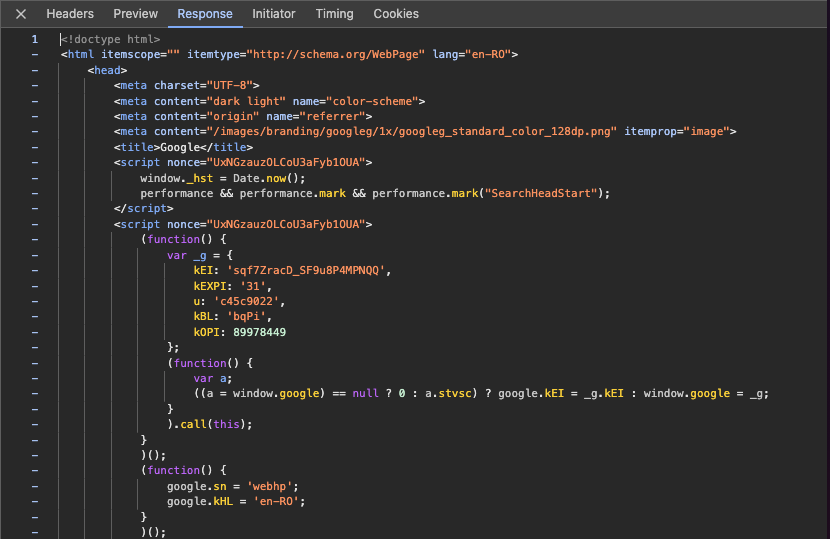 Headers Preview Response Initiator Timing Cookies
1 <!doctype html>
- <html itemscope="" itemtype="http://schema.org/WebPage" lang="en-RO">
- <head>
- <meta charset="UTF-8">
- <meta content="dark light" name="color-scheme">
- <meta content="origin" name="referrer">
- <meta content="/images/branding/googleg/1x/googleg_standard_color_128dp.png" itemprop="image">
- <title>Google</title>
- <script nonce="UxNGzauzOLCoU3aFyb1OUA">
- window._hst = Date.now();
- performance && performance.mark && performance.mark("SearchHeadStart");
- </script>
- <script nonce="UxNGzauzOLCoU3aFyb1OUA">
- (function() {
- var _g = {
- kEI: 'sqf7ZracD_SF9u8P4MPNQQ',
- kEXPI: '31',
- u: 'c45c9022',
- kBL: 'bqPi',
- kOPI: 89978449
- };
- (function() {
- var a;
- ((a = window.google) == null ? 0 : a.stvsc) ? google.kEI = _g.kEI : window.google = _g;
- }
- ).call(this);
- }
- )();
- (function() {
- google.sn = 'webhp';
- google.kHL = 'en-RO';
- }
- )();